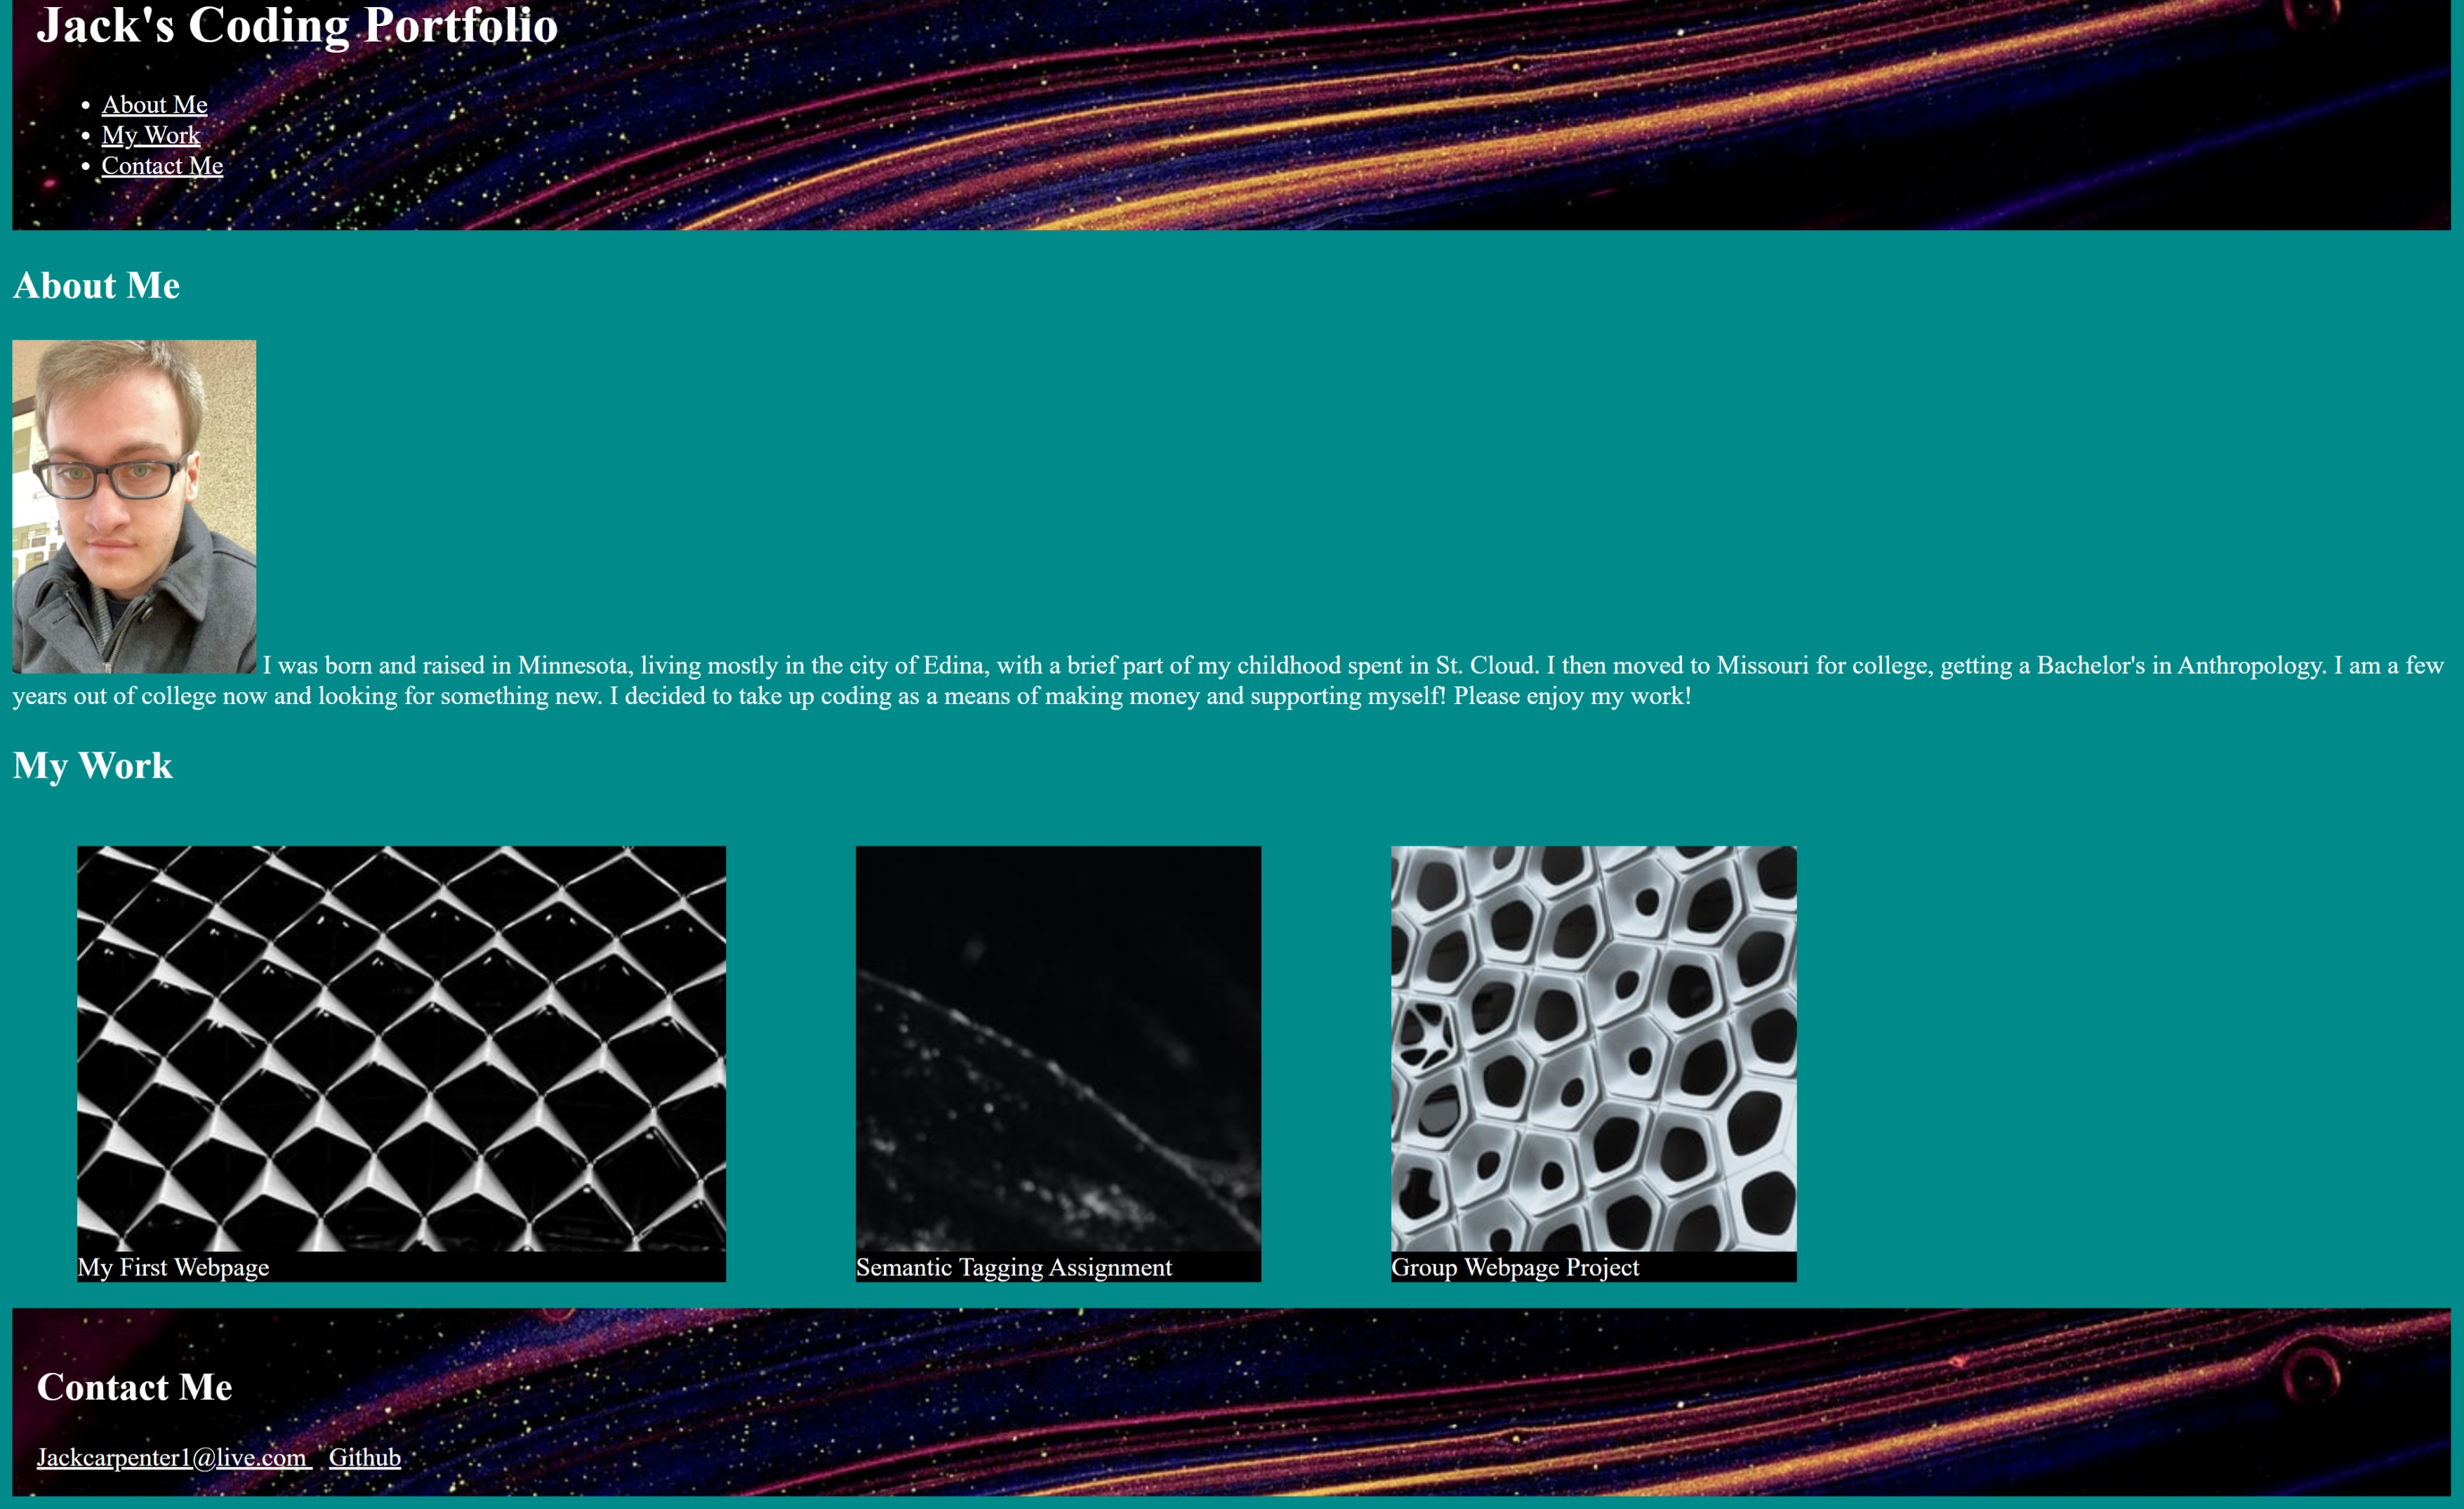 Jack's Coding Portfolio
About Me
My Work
Contact Me
About Me
I was born and raised in Minnesota, living mostly in the city of Edina, with a brief part of my childhood spent in St. Cloud. I then moved to Missouri for college, getting a Bachelor's in Anthropology. I am a few
years out of college now and looking for something new. I decided to take up coding as a means of making money and supporting myself! Please enjoy my work!
My Work
My First Webpage
Semantic Tagging Assignment
Group Webpage Project
Contact Me
Jackcarpenter1@live.com Github